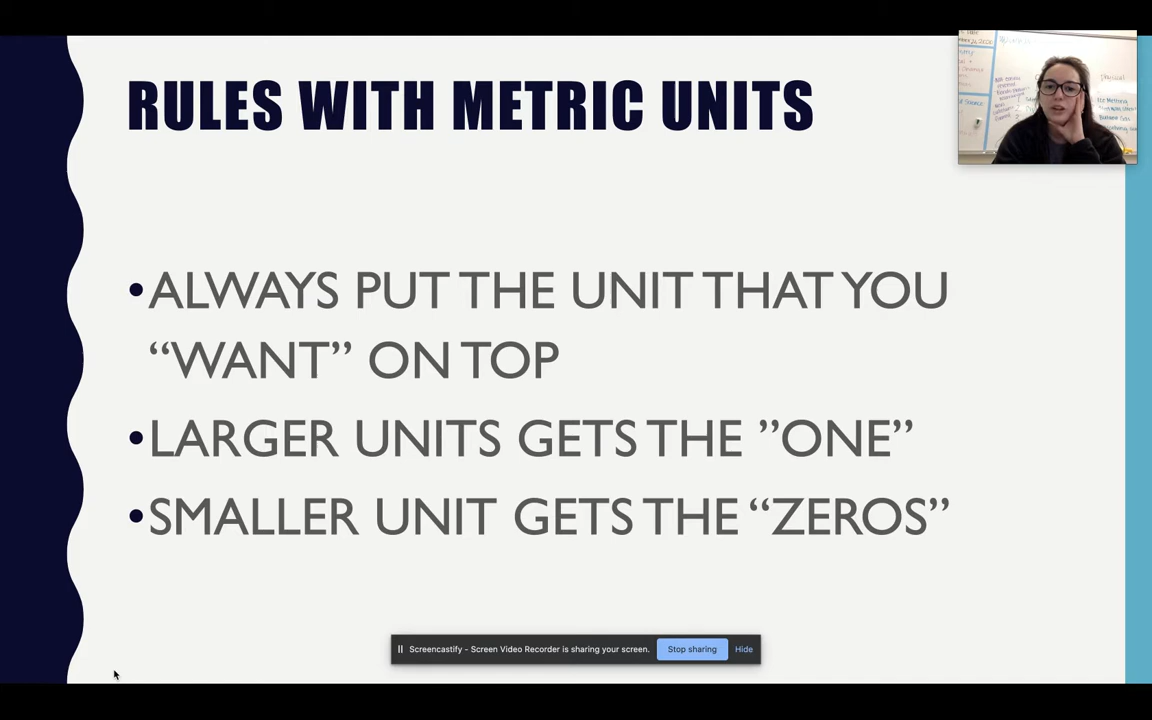 RULES WITH METRIC UNITS
•ALWAYS PUT THE UNIT THAT YOU
“WANT” ON TOP
•LARGER UNITS GETS THE ”ONE”
•SMALLER UNIT GETS THE “ZEROS”
Screencastify - Screen Video Recorder is sharing your screen.
Stop sharing
Hide